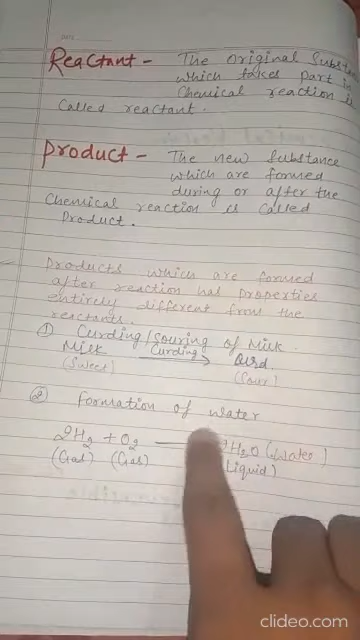 DATE
Reactant - The original Substan
which takes part in
Chemical reaction is
Called reactant.
Product - The new Substance
which are formed
during or after the
Chemical reaction is called
Product.
Products which are formed
after reaction has properties
entirely different from the
reactants.
① Curding/Souring of Milk
Milk Curding → Curd.
(Sweet) (Sour)
② Formation of water
2H₂ + O₂ 2H₂O (Water)
(Gas) (Gas) Liquid)
clideo.com